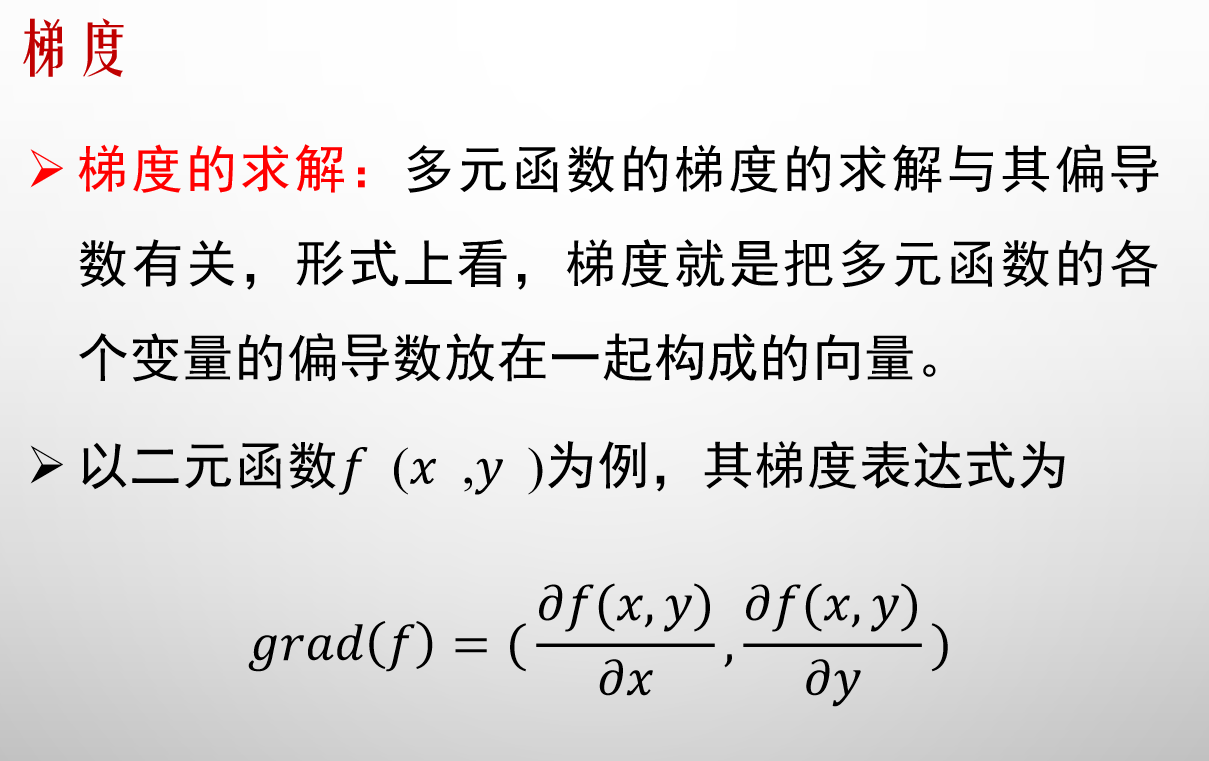 梯度
➢ 梯度的求解：多元函数的梯度的求解与其偏导
数有关，形式上看，梯度就是把多元函数的各
个变量的偏导数放在一起构成的向量。
➢ 以二元函数f (x ,y )为例，其梯度表达式为
grad(f) = (∂f(x, y)/∂x, ∂f(x, y)/∂y)